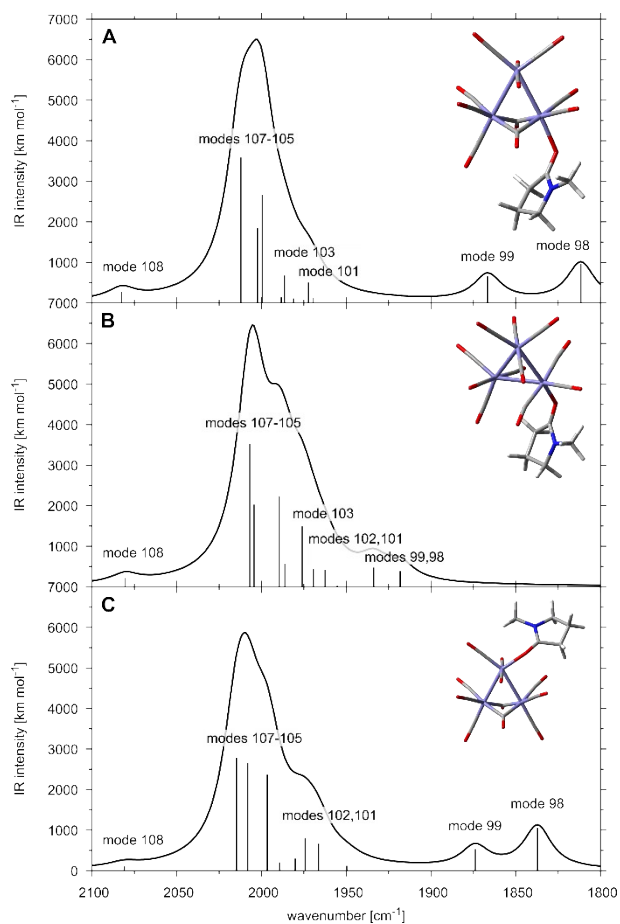 7000
A
6000
5000
4000
modes 107-105
3000
2000
mode 103
mode 98
mode 99
mode 108
mode 101
1000
IR intensity [km mol-1]
7000
B
6000
5000
4000
modes 107-105
3000
2000
mode 103
modes 102,101
mode 108
modes 99,98
1000
IR intensity [km mol-1]
7000
C
6000
5000
4000
modes 107-105
3000
2000
mode 98
modes 102,101
mode 99
mode 108
1000
0
IR intensity [km mol-1]
2100 2050 2000 1950 1900 1850 1800
wavenumber [cm-1]